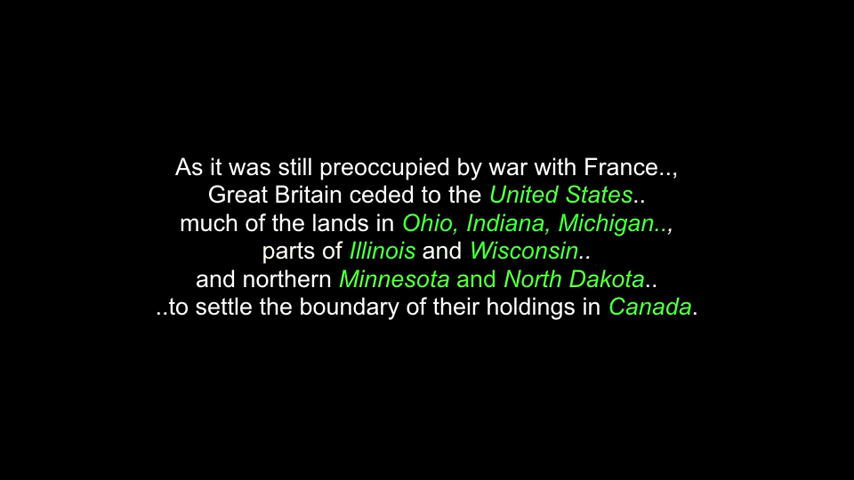 As it was still preoccupied by war with France..,
Great Britain ceded to the United States..
much of the lands in Ohio, Indiana, Michigan..,
parts of Illinois and Wisconsin..
and northern Minnesota and North Dakota..
..to settle the boundary of their holdings in Canada.